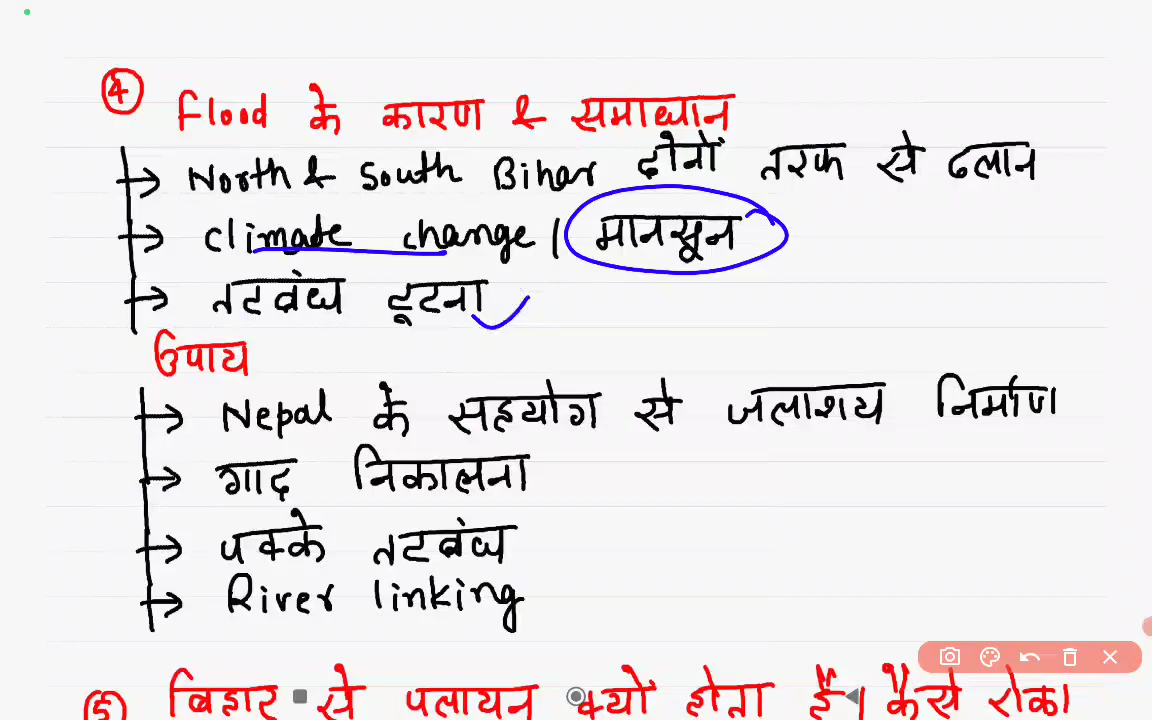 ④ Flood के कारण & समाधान
→ North & South Bihar दोनों तरफ से ढलान
→ climate change / मानसून
→ तटबंध टूटना
उपाय
→ Nepal के सहयोग से जलाशय निर्माण
→ गाद निकालना
→ पक्के तटबंध
→ River linking
⑤ बिहार से पलायन क्यों होता है। कैसे रोका